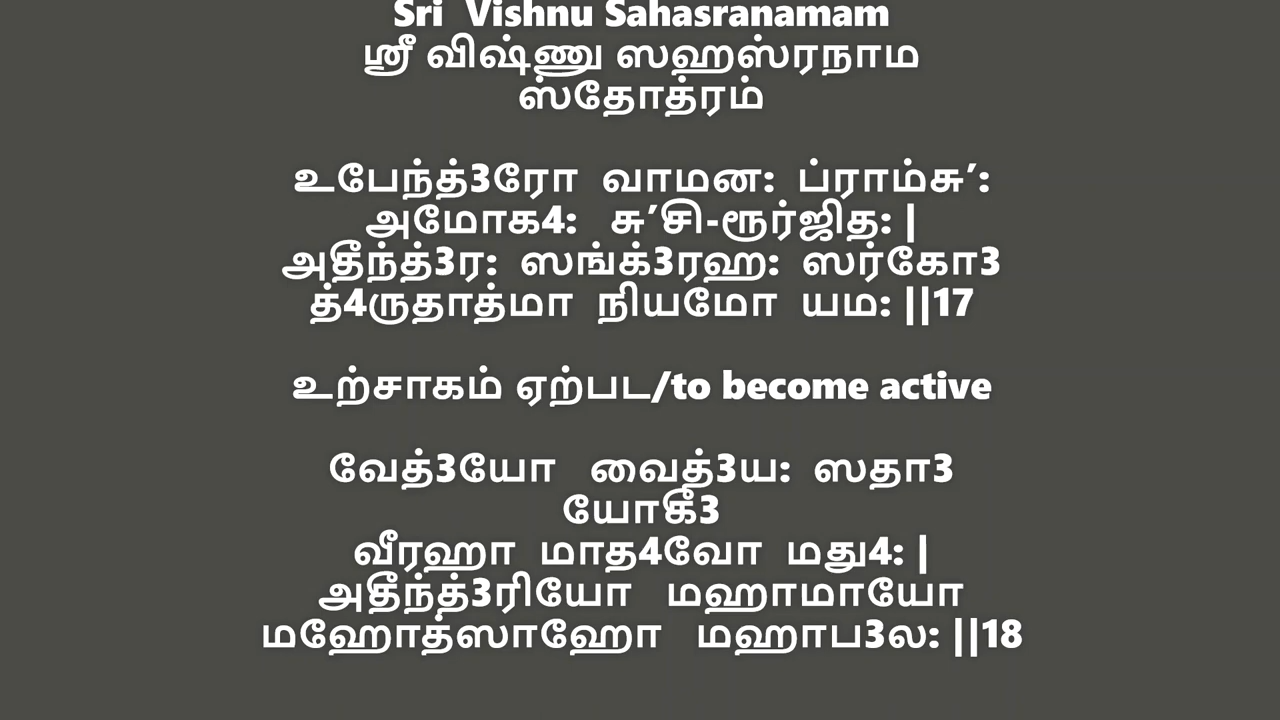 Sri Vishnu Sahasranamam
ஸ்ரீ விஷ்ணு ஸஹஸ்ரநாம
ஸ்தோத்ரம்
உபேந்த்3ரோ வாமன: ப்ராம்சு’:
அமோக4: சு’சி-ரூர்ஜித: |
அதீந்த்3ர: ஸங்க்3ரஹ: ஸர்கோ3
த்4ருதாத்மா நியமோ யம: ||17
உற்சாகம் ஏற்பட/to become active
வேத்3யோ வைத்3ய: ஸதா3
யோகீ3
வீரஹா மாத4வோ மது4: |
அதீந்த்3ரியோ மஹாமாயோ
மஹோத்ஸாஹோ மஹாப3ல: ||18